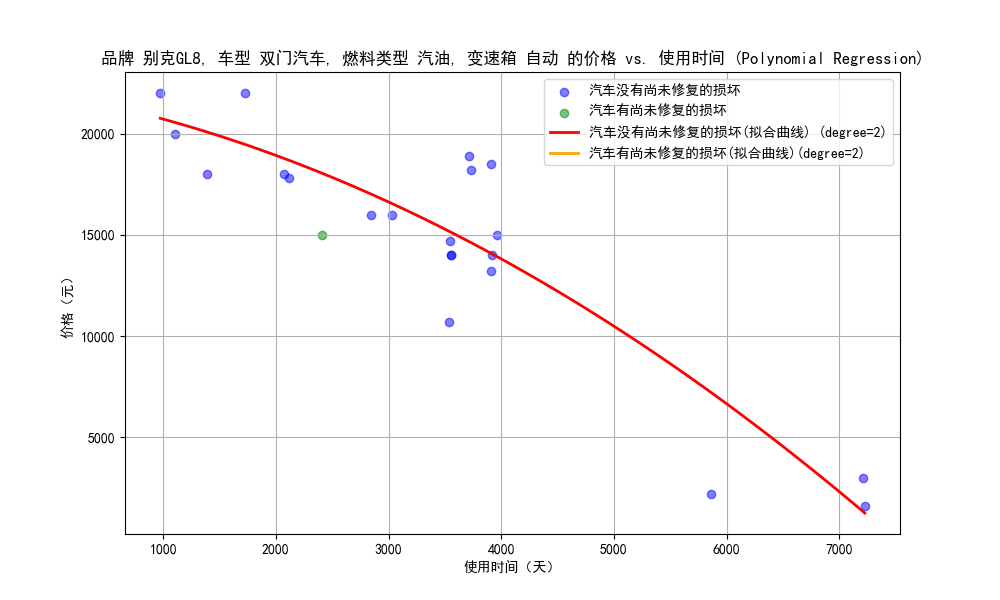 品牌 别克GL8, 车型 双门汽车, 燃料类型 汽油, 变速箱 自动 的价格 vs. 使用时间 (Polynomial Regression)
汽车没有尚未修复的损坏
汽车有尚未修复的损坏
汽车没有尚未修复的损坏(拟合曲线) (degree=2)
汽车有尚未修复的损坏(拟合曲线)(degree=2)
价格（元）
20000
15000
10000
5000
1000 2000 3000 4000 5000 6000 7000
使用时间（天）